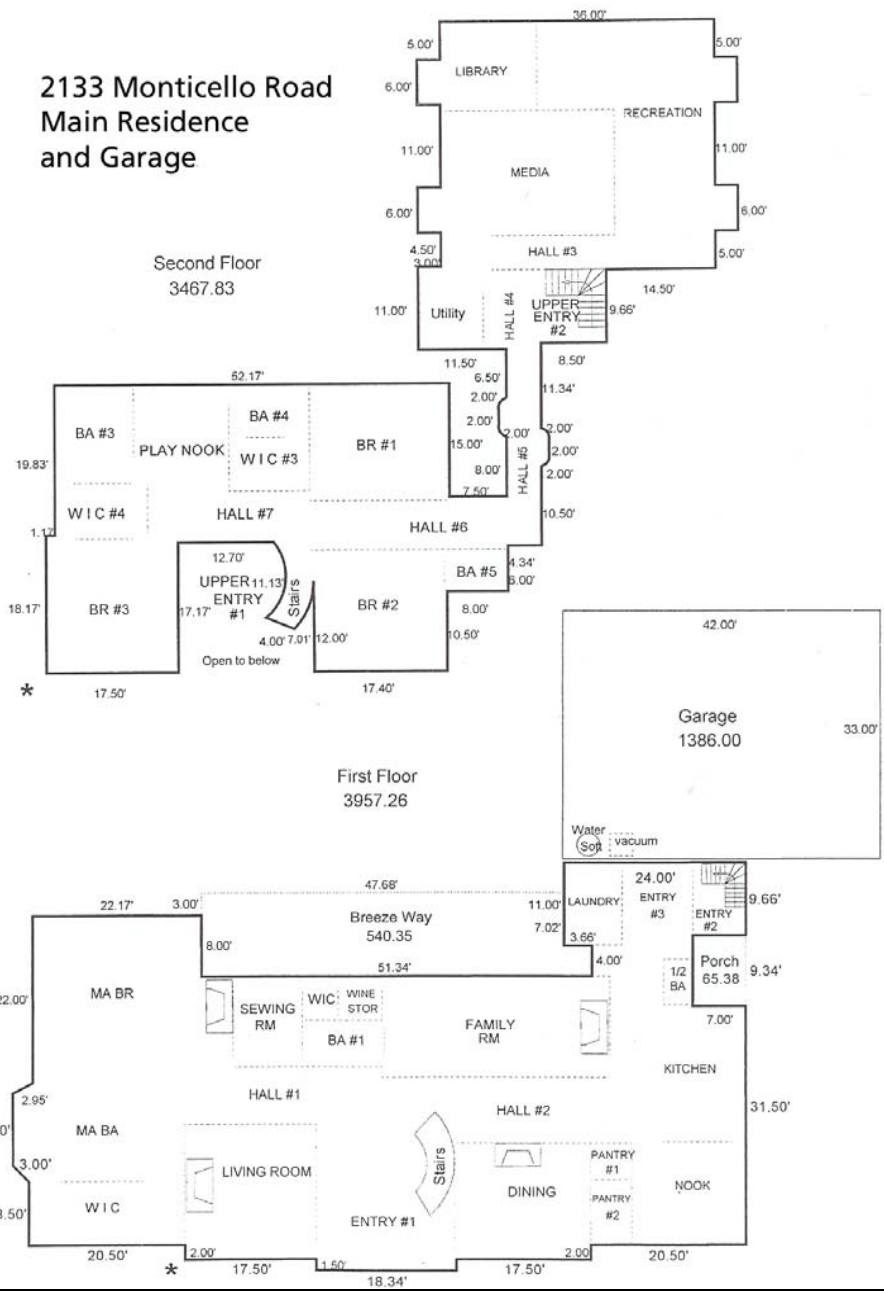 36.00'
5.00'
5.00'
2133 Monticello Road
Main Residence
and Garage
LIBRARY
6.00'
RECREATION
11.00'
11.00'
MEDIA
6.00'
6.00'
4.50'
3.00'
HALL #3
5.00'
Second Floor
3467.83
14.50'
11.00'
Utility
HALL #4
UPPER
ENTRY
#2
9.66'
11.50'
8.50'
52.17'
6.50'
11.34'
2.00'
BA #3
BA #4
2.00'
2.00'
2.00'
PLAY NOOK
BR #1
15.00'
2.00'
W I C #3
19.83'
8.00'
2.00'
HALL #5
7.50'
W I C #4
HALL #7
HALL #6
10.50'
1.17'
12.70'
4.34'
UPPER
ENTRY
#1
11.13'
BA #5
6.00'
18.17'
BR #3
17.17'
Stairs
BR #2
8.00'
4.00'
7.01'
12.00'
10.50'
Open to below
*
17.50'
17.40'
42.00'
Garage
1386.00
33.00'
First Floor
3957.26
Water
Soft
vacuum
47.68'
22.17'
3.00'
11.00'
LAUNDRY
24.00'
ENTRY
#3
9.66'
Breeze Way
540.35
7.02'
ENTRY
#2
8.00'
3.66'
51.34'
4.00'
Porch
65.38
9.34'
1/2
BA
MA BR
22.00'
SEWING
RM
WIC
WINE
STOR
FAMILY
RM
7.00'
BA #1
KITCHEN
HALL #1
2.95'
HALL #2
31.50'
MA BA
3.00'
LIVING ROOM
Stairs
PANTRY
#1
DINING
NOOK
W I C
PANTRY
#2
ENTRY #1
20.50'
2.00'
2.00'
20.50'
*
17.50'
1.50'
17.50'
18.34'